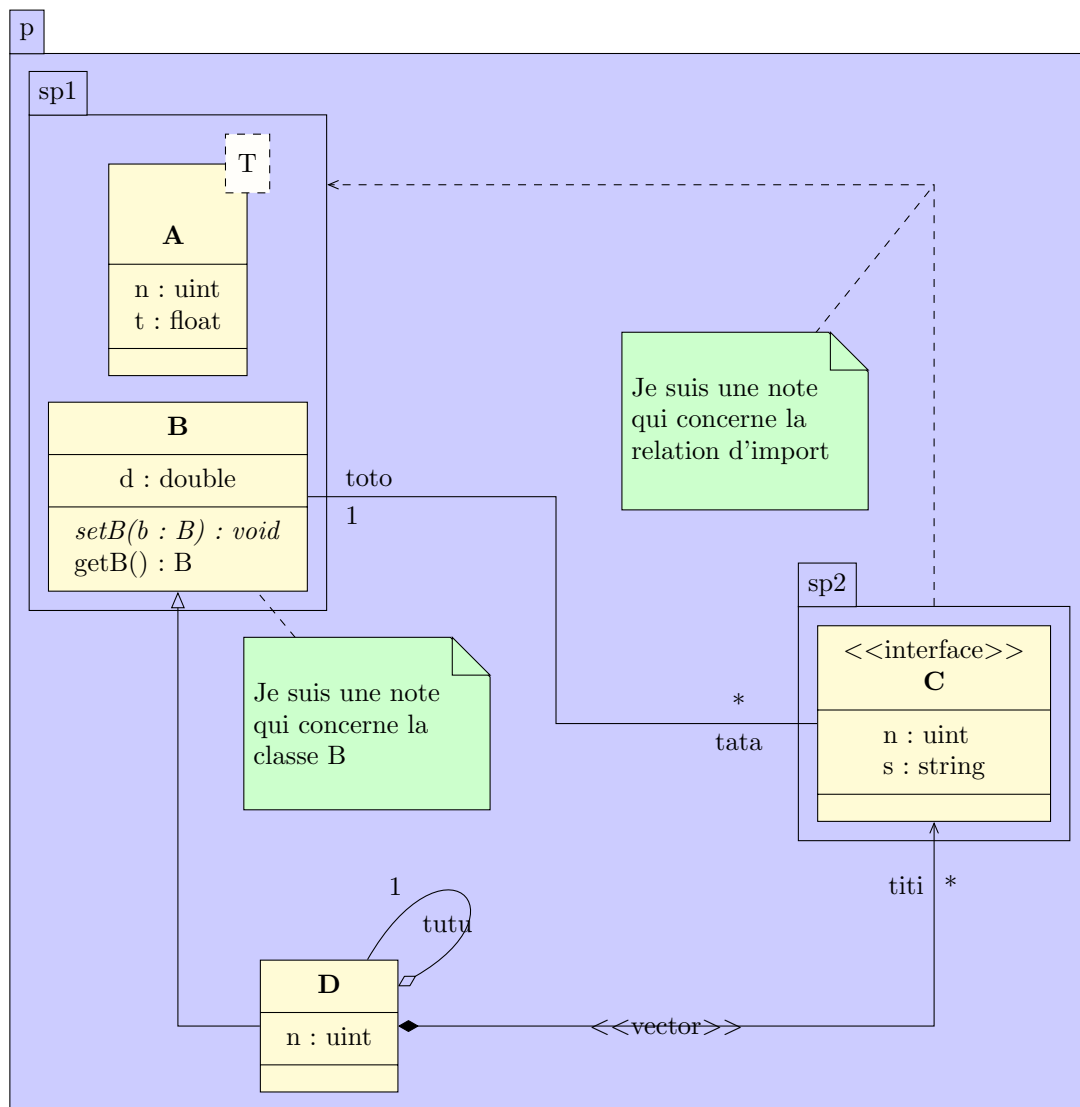 p
sp1
T
A
n : uint
t : float
B
d : double
setB(b : B) : void
getB() : B
toto
1
Je suis une note
qui concerne la
relation d'import
sp2
<<interface>>
C
n : uint
s : string
*
tata
Je suis une note
qui concerne la
classe B
titi
*
1
tutu
D
n : uint
<<vector>>